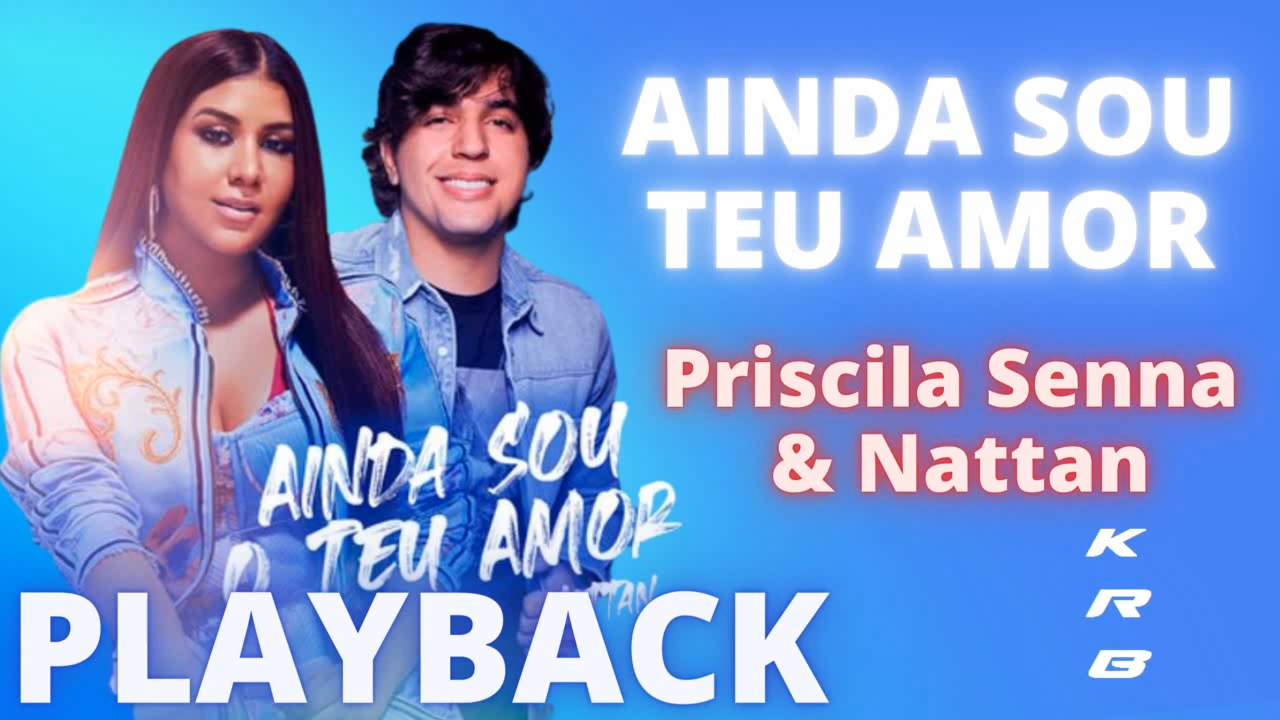 AINDA SOU
TEU AMOR
Priscila Senna
& Nattan
AINDA SOU
O TEU AMOR
PLAYBACK
K
R
B